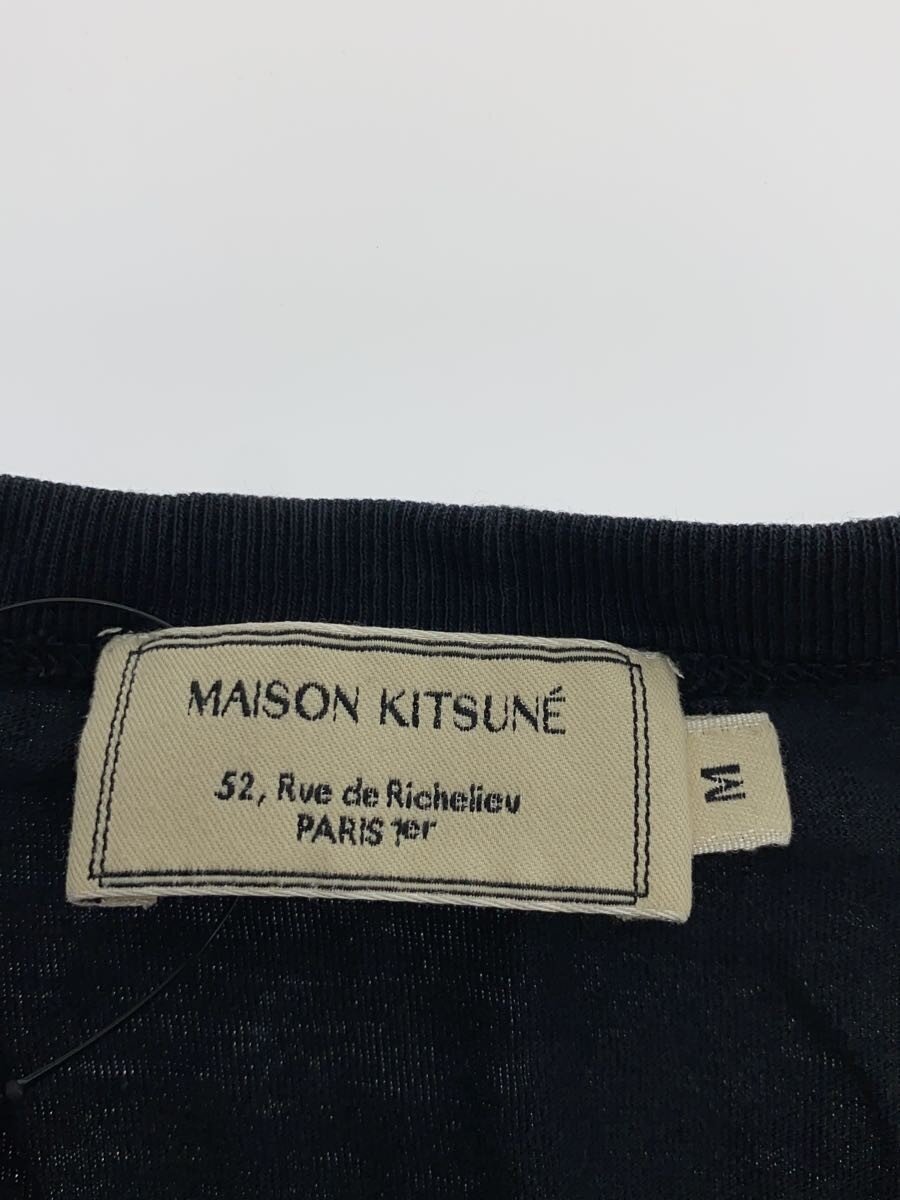 MAISON KITSUNÉ
52, Rue de Richelieu
PARIS 1er
M